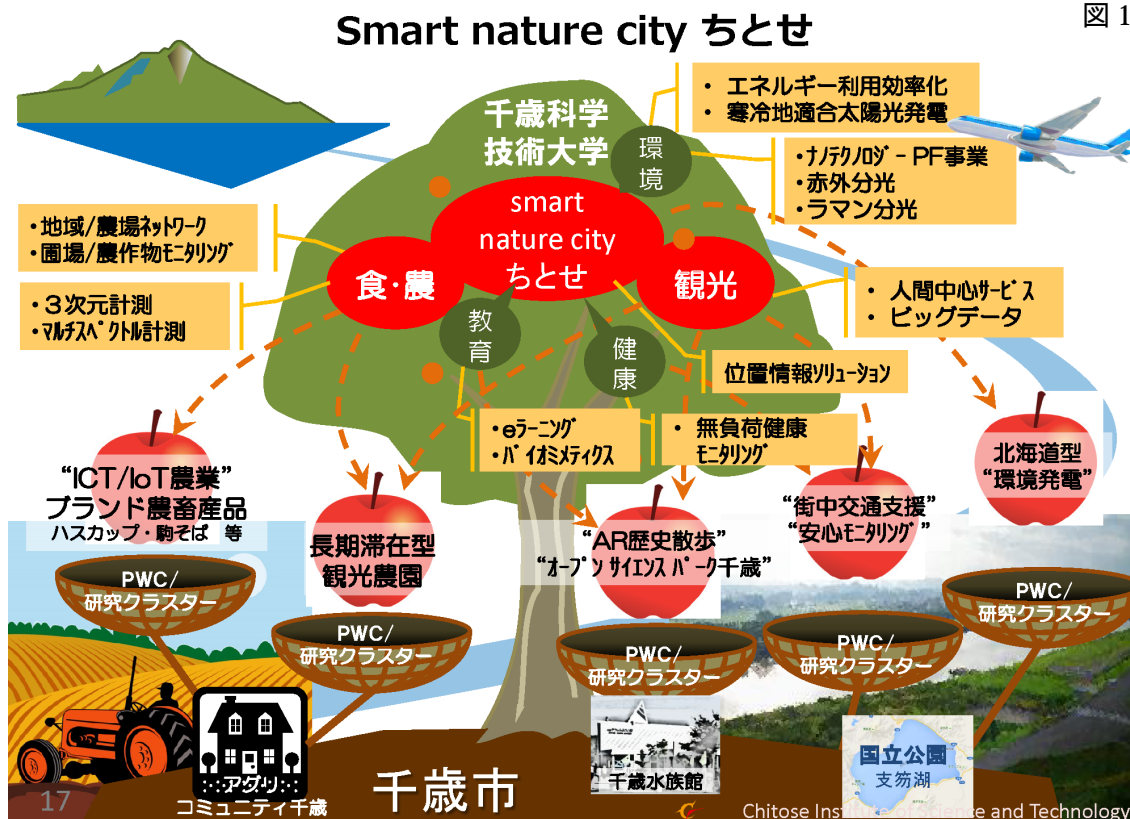 図 1
Smart nature city ちとせ
・ エネルギー利用効率化
・ 寒冷地適合太陽光発電
千歳科学
技術大学
環
境
・ナノテクノロジー PF事業
・赤外分光
・ラマン分光
smart
nature city
ちとせ
・地域/農場ネットワーク
・圃場/農作物モニタリング
食・農
観光
・ 人間中心サービス
・ ビッグデータ
・３次元計測
・マルチスペクトル計測
教
育
健
康
位置情報ソリューション
・eラーニング
・バイオミメティクス
・ 無負荷健康
モニタリング
“ICT/IoT農業”
ブランド農畜産品
ハスカップ・駒そば 等
長期滞在型
観光農園
“AR歴史散歩”
“オープンサイエンスパーク千歳”
“街中交通支援”
“安心モニタリング”
北海道型
“環境発電”
PWC/
研究クラスター
PWC/
研究クラスター
PWC/
研究クラスター
PWC/
研究クラスター
PWC/
研究クラスター
アダリ
コミュニティ千歳
千歳市
千歳水族館
国立公園
支笏湖
17
Chitose Institute of Science and Technology